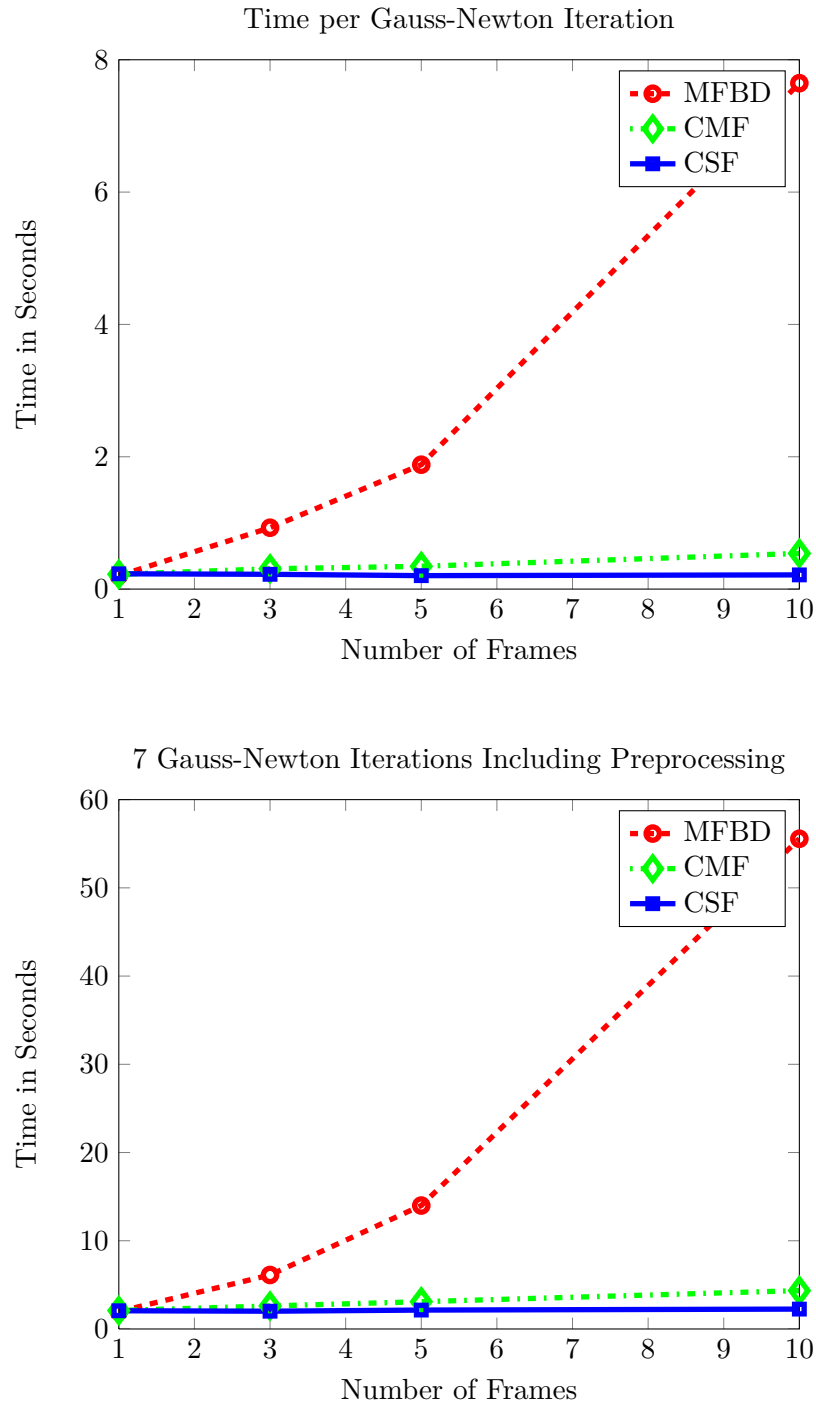 Time per Gauss-Newton Iteration
8
6
4
2
0
Time in Seconds
MFBD
CMF
CSF
1 2 3 4 5 6 7 8 9 10
Number of Frames
7 Gauss-Newton Iterations Including Preprocessing
60
50
40
30
20
10
0
Time in Seconds
MFBD
CMF
CSF
1 2 3 4 5 6 7 8 9 10
Number of Frames